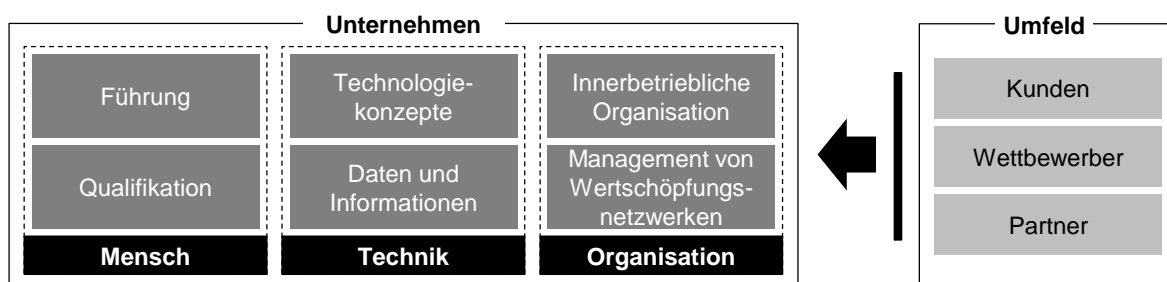 Unternehmen
Führung
Qualifikation
Mensch
Technologie-
konzepte
Daten und
Informationen
Technik
Innerbetriebliche
Organisation
Management von
Wertschöpfungs-
netzwerken
Organisation
Umfeld
Kunden
Wettbewerber
Partner